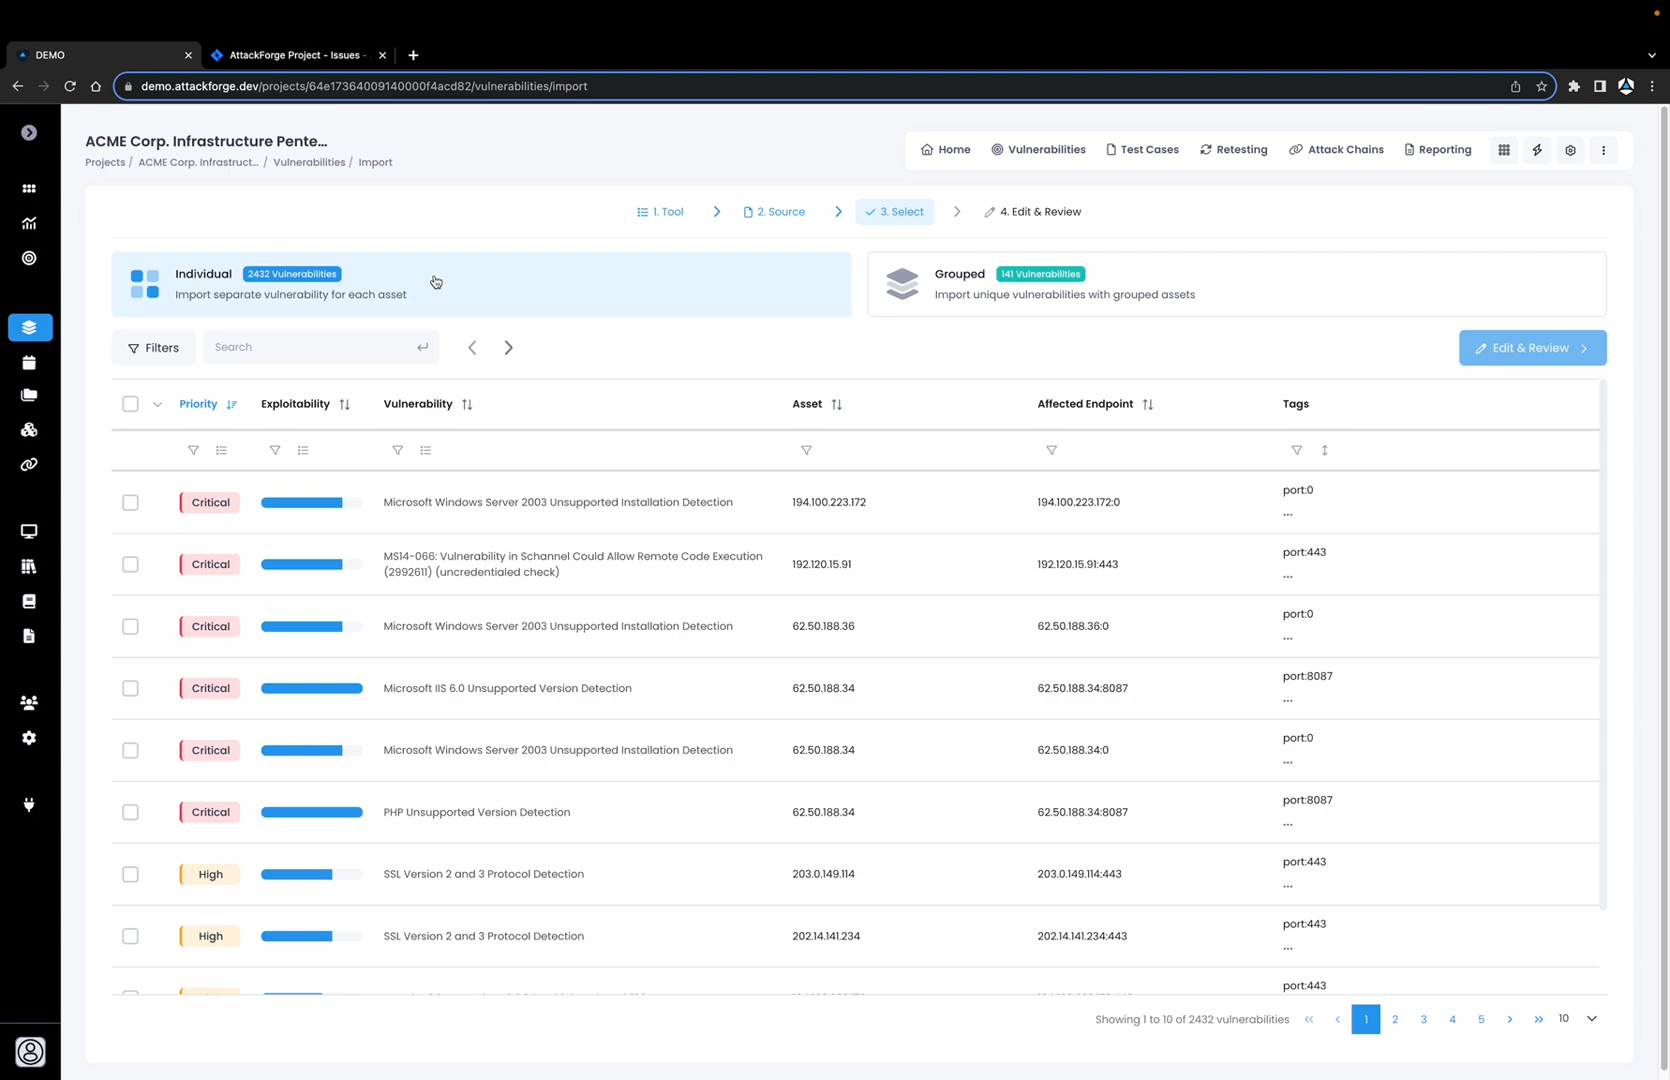 DEMO
AttackForge Project - Issues -
demo.attackforge.dev/projects/64e17364009140000f4acd82/vulnerabilities/import
ACME Corp. Infrastructure Pente...
Projects / ACME Corp. Infrastruct... / Vulnerabilities / Import
Home Vulnerabilities Test Cases Retesting Attack Chains Reporting
1. Tool 2. Source 3. Select 4. Edit & Review
Individual 2432 Vulnerabilities
Import separate vulnerability for each asset
Grouped 141 Vulnerabilities
Import unique vulnerabilities with grouped assets
Filters Search Edit & Review
Priority Exploitability Vulnerability Asset Affected Endpoint Tags
Critical Microsoft Windows Server 2003 Unsupported Installation Detection 194.100.223.172 194.100.223.172:0 port:0
...
Critical MS14-066: Vulnerability in Schannel Could Allow Remote Code Execution
(2992611) (uncredentialed check) 192.120.15.91 192.120.15.91:443 port:443
...
Critical Microsoft Windows Server 2003 Unsupported Installation Detection 62.50.188.36 62.50.188.36:0 port:0
...
Critical Microsoft IIS 6.0 Unsupported Version Detection 62.50.188.34 62.50.188.34:8087 port:8087
...
Critical Microsoft Windows Server 2003 Unsupported Installation Detection 62.50.188.34 62.50.188.34:0 port:0
...
Critical PHP Unsupported Version Detection 62.50.188.34 62.50.188.34:8087 port:8087
...
High SSL Version 2 and 3 Protocol Detection 203.0.149.114 203.0.149.114:443 port:443
...
High SSL Version 2 and 3 Protocol Detection 202.14.141.234 202.14.141.234:443 port:443
...
port:443
Showing 1 to 10 of 2432 vulnerabilities « ‹ 1 2 3 4 5 › » 10